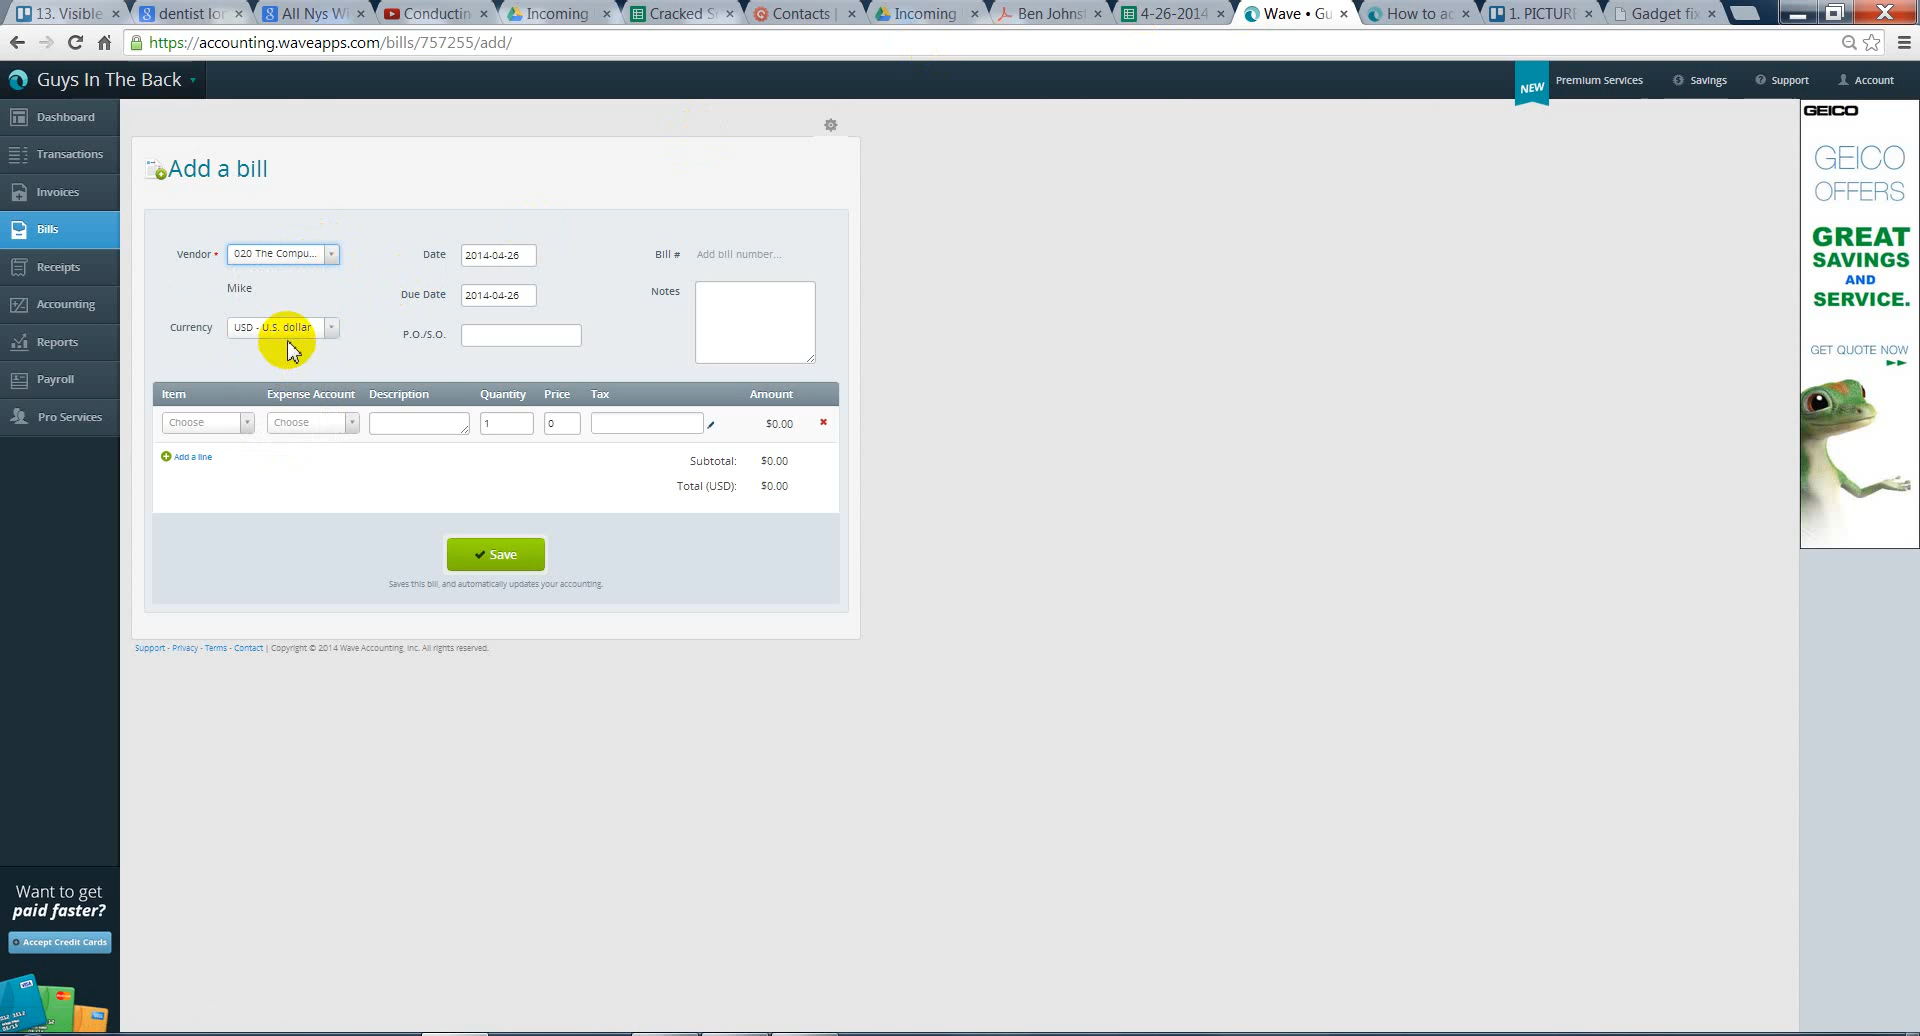 13. Visible
dentist lon
All Nys Wi
Conductin
Incoming
Cracked Sc
Contacts |
Incoming
Ben Johns
4-26-2014
Wave • Gu
How to ac
1. PICTURE
Gadget fix
https://accounting.waveapps.com/bills/757255/add/
Guys In The Back
NEW
Premium Services
Savings
Support
Account
Dashboard
Transactions
Invoices
Bills
Receipts
Accounting
Reports
Payroll
Pro Services
Add a bill
Vendor • 020 The Compu...
Mike
Currency USD - U.S. dollar
Date 2014-04-26
Due Date 2014-04-26
P.O./S.O.
Bill # Add bill number...
Notes
Item Expense Account Description Quantity Price Tax Amount
Choose Choose 1 0 $0.00
Add a line
Subtotal: $0.00
Total (USD): $0.00
Save
Saves this bill, and automatically updates your accounting.
Support - Privacy - Terms - Contact | Copyright © 2014 Wave Accounting, Inc. All rights reserved.
GEICO
GEICO
OFFERS
GREAT
SAVINGS
AND
SERVICE.
GET QUOTE NOW
Want to get
paid faster?
Accept Credit Cards
VISA